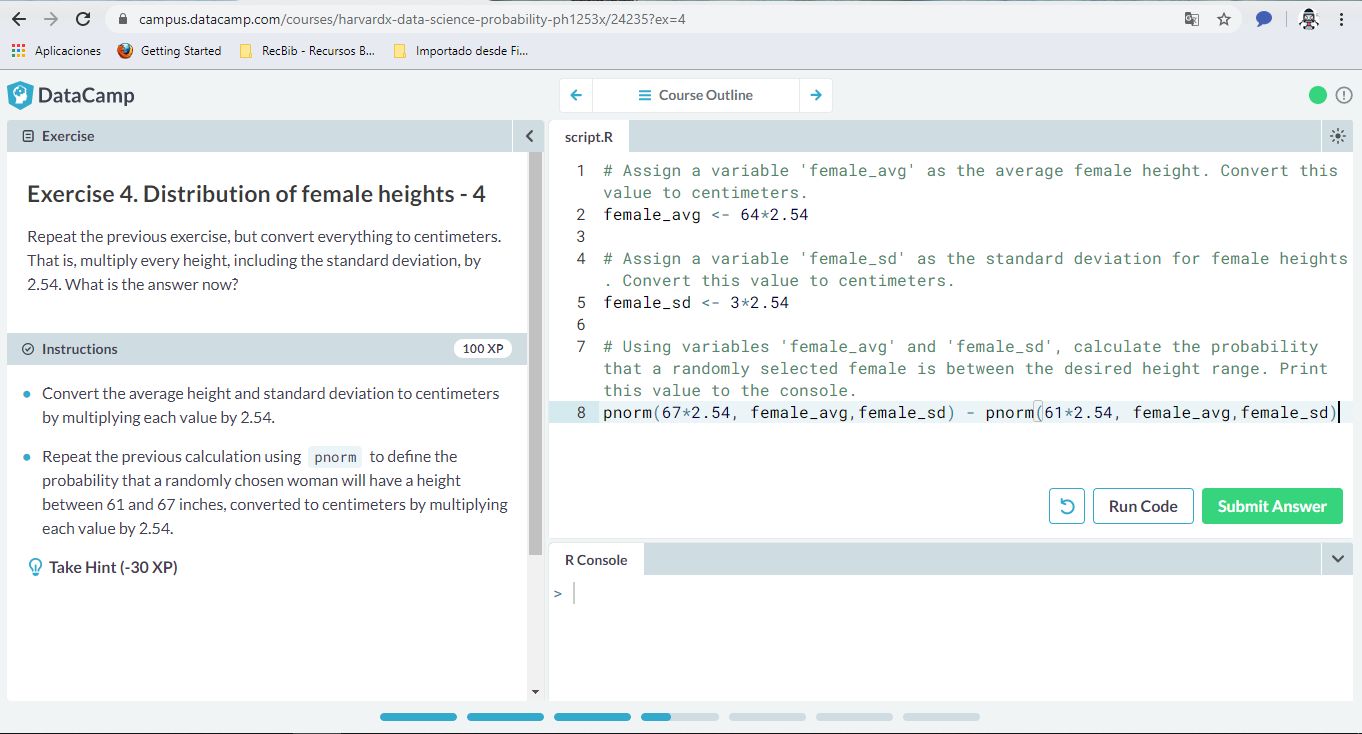 campus.datacamp.com/courses/harvardx-data-science-probability-ph1253x/24235?ex=4
Aplicaciones
Getting Started
RecBib - Recursos B...
Importado desde Fi...
DataCamp
Course Outline
Exercise
Exercise 4. Distribution of female heights - 4
Repeat the previous exercise, but convert everything to centimeters.
That is, multiply every height, including the standard deviation, by
2.54. What is the answer now?
Instructions
100 XP
Convert the average height and standard deviation to centimeters
by multiplying each value by 2.54.
Repeat the previous calculation using pnorm to define the
probability that a randomly chosen woman will have a height
between 61 and 67 inches, converted to centimeters by multiplying
each value by 2.54.
Take Hint (-30 XP)
script.R
1 # Assign a variable 'female_avg' as the average female height. Convert this
value to centimeters.
2 female_avg <- 64*2.54
3
4 # Assign a variable 'female_sd' as the standard deviation for female heights
. Convert this value to centimeters.
5 female_sd <- 3*2.54
6
7 # Using variables 'female_avg' and 'female_sd', calculate the probability
that a randomly selected female is between the desired height range. Print
this value to the console.
8 pnorm(67*2.54, female_avg,female_sd) - pnorm(61*2.54, female_avg,female_sd)
Run Code
Submit Answer
R Console
>